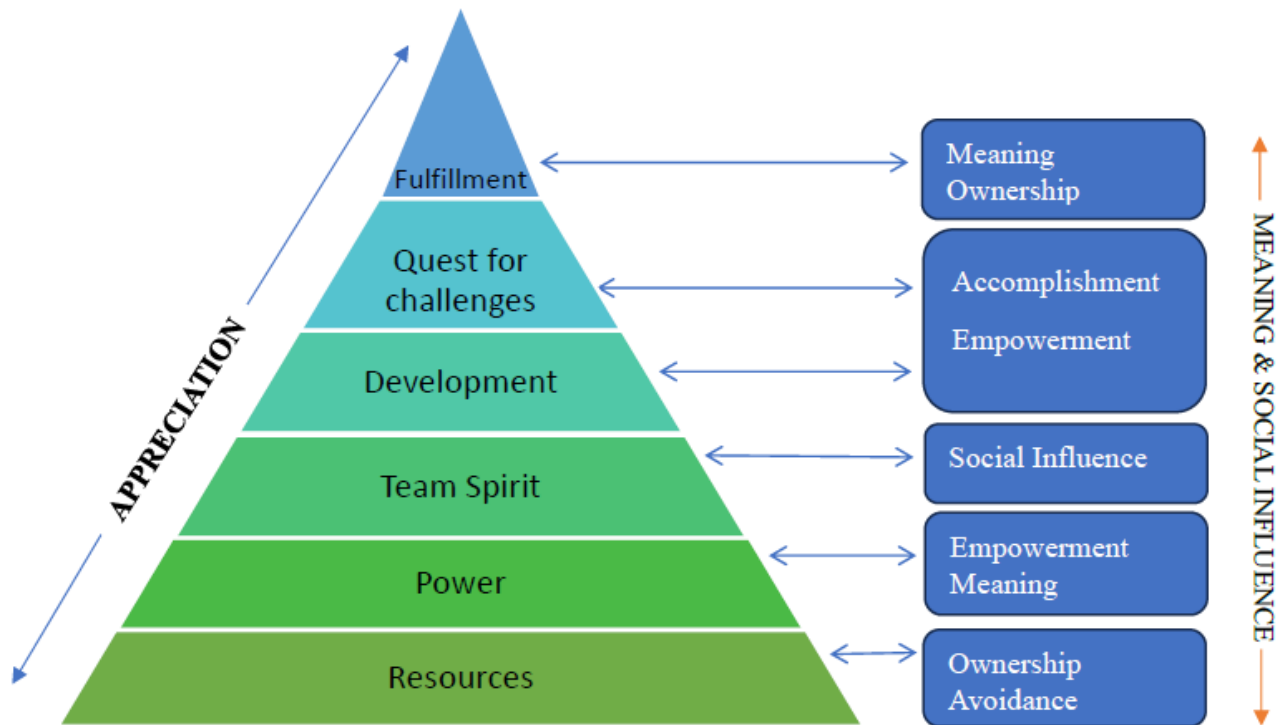 Fulfillment
Quest for
challenges
Development
Team Spirit
Power
Resources
APPRECIATION
Meaning
Ownership
Accomplishment
Empowerment
Social Influence
Empowerment
Meaning
Ownership
Avoidance
MEANING & SOCIAL INFLUENCE